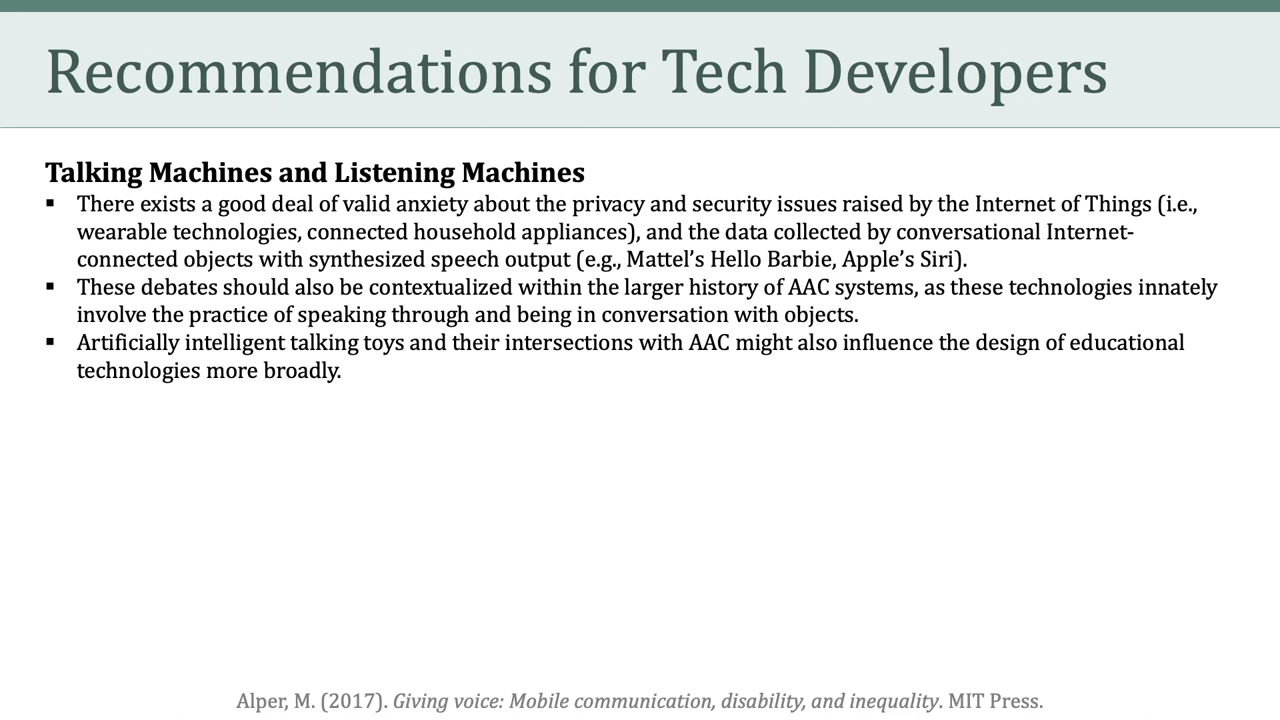 Recommendations for Tech Developers
Talking Machines and Listening Machines
▪ There exists a good deal of valid anxiety about the privacy and security issues raised by the Internet of Things (i.e.,
wearable technologies, connected household appliances), and the data collected by conversational Internet-
connected objects with synthesized speech output (e.g., Mattel’s Hello Barbie, Apple’s Siri).
▪ These debates should also be contextualized within the larger history of AAC systems, as these technologies innately
involve the practice of speaking through and being in conversation with objects.
▪ Artificially intelligent talking toys and their intersections with AAC might also influence the design of educational
technologies more broadly.
Alper, M. (2017). Giving voice: Mobile communication, disability, and inequality. MIT Press.